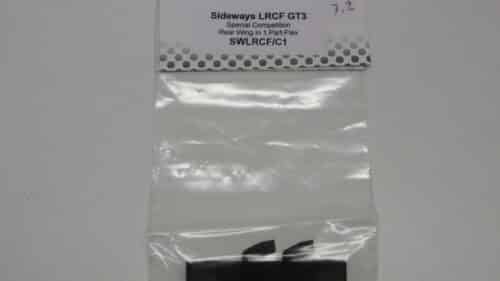 Sideways LRCF GT3
7,2
Special Competition
Rear Wing in 1 Part Flex
SWLRCF/C1